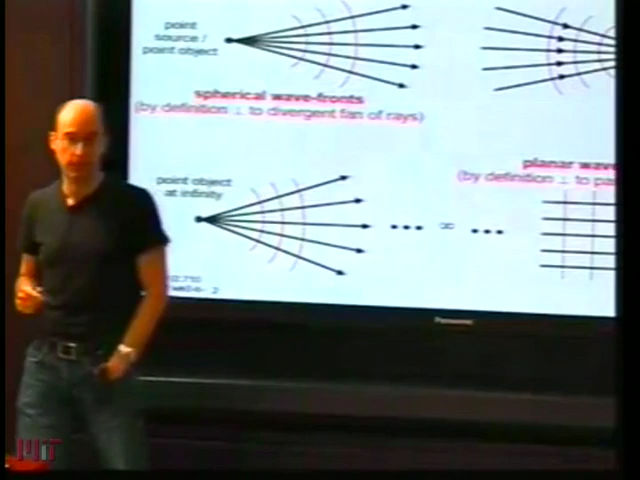 point
source /
point object
spherical wave-fronts
(by definition ⊥ to divergent fan of rays)
point object
at infinity
∞
planar wave
(by definition ⊥ to pa
Panasonic
MIT